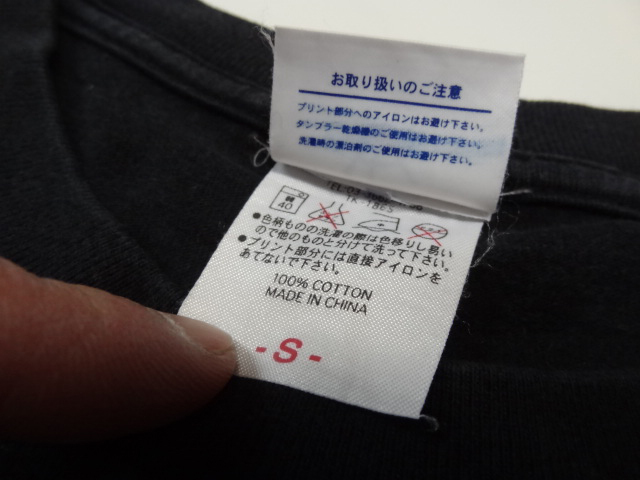 お取り扱いのご注意
プリント部分へのアイロンはお避け下さい。
タンブラー乾燥機のご使用はお避け下さい。
洗濯時の漂泊剤のご使用はお避け下さい。
TEL:03
TK 1865
40
●色柄ものの洗濯の際は色移りし易い
ので他のものと分けて洗って下さい。
●プリント部分には直接アイロンを
あてないで下さい。
100% COTTON
MADE IN CHINA
-S-